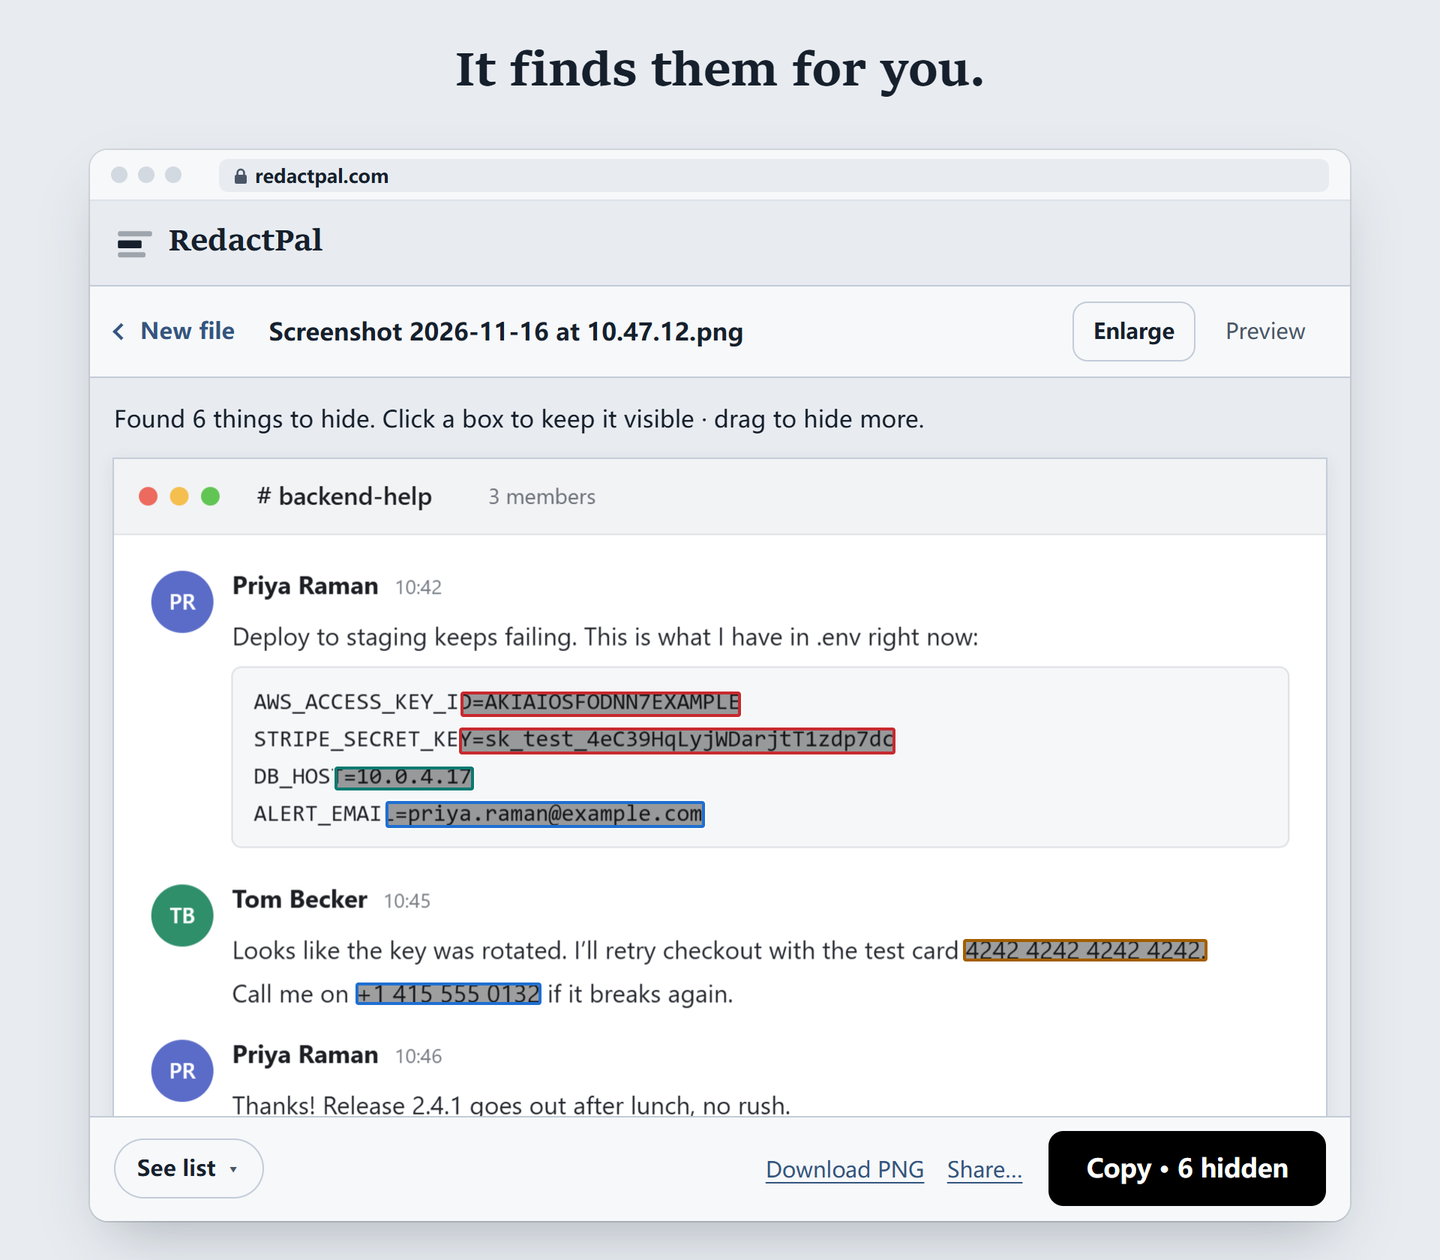 It finds them for you.
redactpal.com
RedactPal
New file Screenshot 2026-11-16 at 10.47.12.png Enlarge Preview
Found 6 things to hide. Click a box to keep it visible · drag to hide more.
# backend-help 3 members
PR Priya Raman 10:42
Deploy to staging keeps failing. This is what I have in .env right now:
AWS_ACCESS_KEY_ID=AKIAIOSFODNN7EXAMPLE
STRIPE_SECRET_KEY=sk_test_4eC39HqLyjWDarjtT1zdp7dc
DB_HOST=10.0.4.17
ALERT_EMAIL=priya.raman@example.com
TB Tom Becker 10:45
Looks like the key was rotated. I’ll retry checkout with the test card 4242 4242 4242 4242.
Call me on +1 415 555 0132 if it breaks again.
PR Priya Raman 10:46
Thanks! Release 2.4.1 goes out after lunch, no rush.
See list Download PNG Share... Copy • 6 hidden